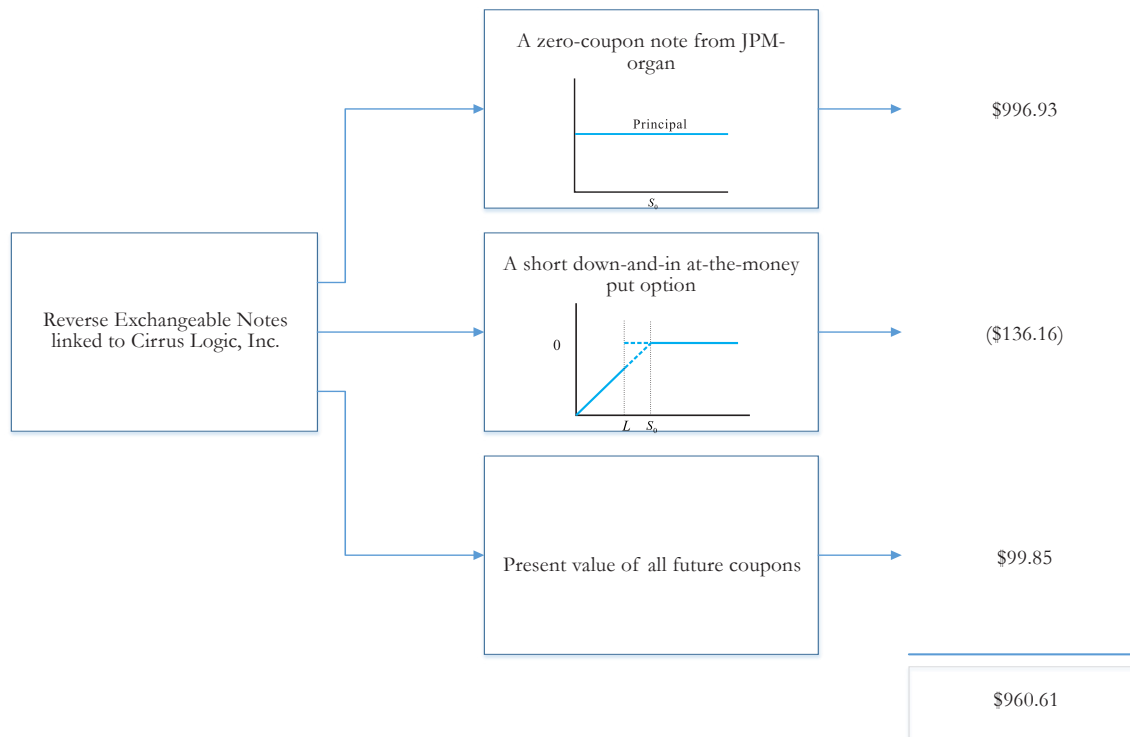 A zero-coupon note from JPM-
organ
Principal
S₀
$996.93
Reverse Exchangeable Notes
linked to Cirrus Logic, Inc.
A short down-and-in at-the-money
put option
0
L S₀
($136.16)
Present value of all future coupons
$99.85
$960.61